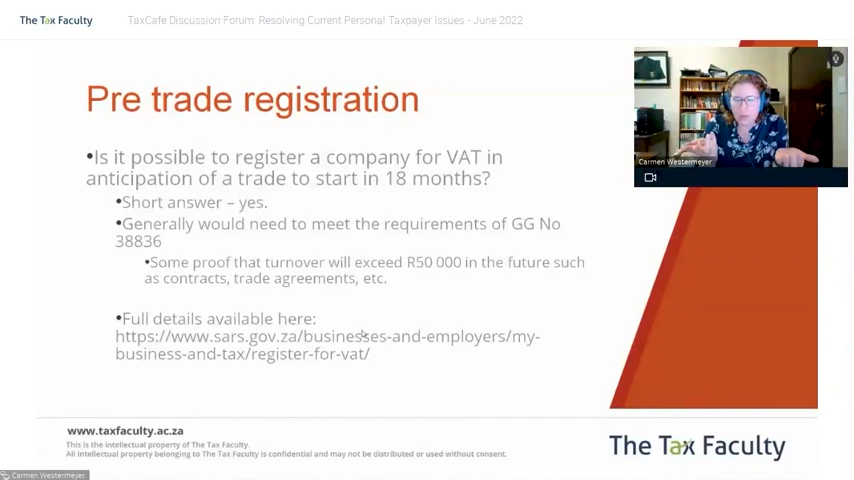 The Tax Faculty
TaxCafe Discussion Forum: Resolving Current Personal Taxpayer Issues - June 2022
Pre trade registration
•Is it possible to register a company for VAT in
anticipation of a trade to start in 18 months?
•Short answer – yes.
•Generally would need to meet the requirements of GG No
38836
•Some proof that turnover will exceed R50 000 in the future such
as contracts, trade agreements, etc.
•Full details available here:
https://www.sars.gov.za/businesses-and-employers/my-
business-and-tax/register-for-vat/
Carmen Westermeyer
www.taxfaculty.ac.za
This is the intellectual property of The Tax Faculty.
All intellectual property belonging to The Tax Faculty is confidential and may not be distributed or used without consent.
The Tax Faculty
Carmen Westermeyer